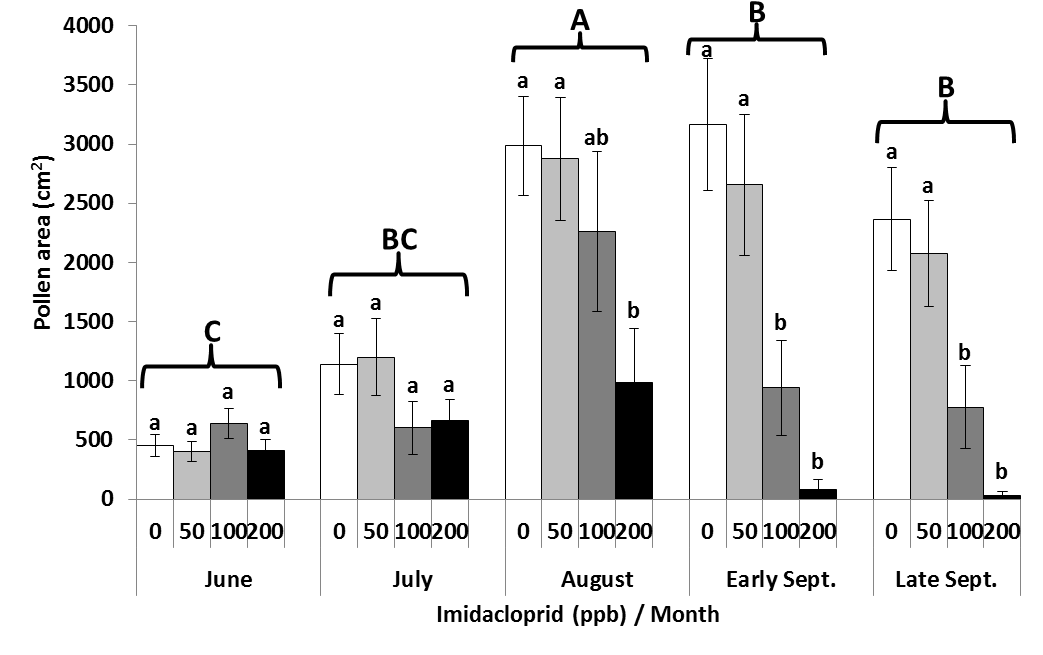 4000
3500
3000
2500
2000
1500
1000
500
0
Pollen area (cm²)
C
a
a
a
a
BC
a
a
a
a
A
a
a
ab
b
B
a
a
b
b
B
a
a
b
b
0 50 100 200 0 50 100 200 0 50 100 200 0 50 100 200 0 50 100 200
June July August Early Sept. Late Sept.
Imidacloprid (ppb) / Month